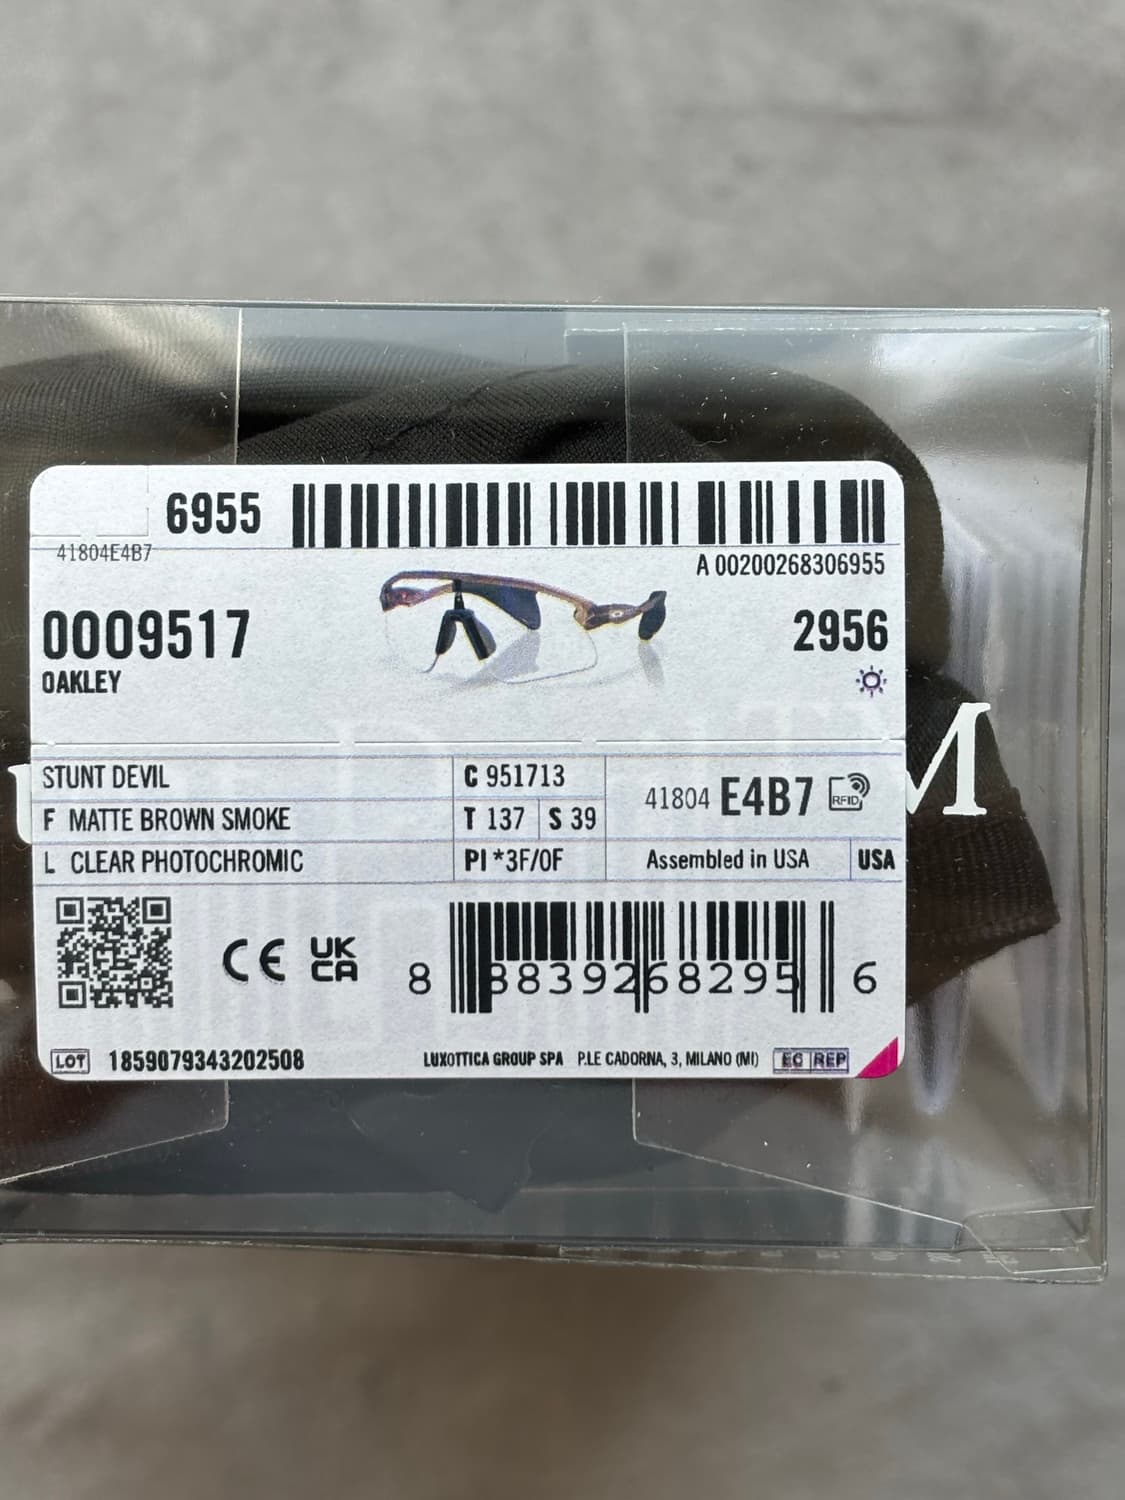 6955
41804E4B7
A 00200268306955
0009517
2956
OAKLEY
M
STUNT DEVIL
C 951713
41804 E4B7 RFID
F MATTE BROWN SMOKE
T 137
S 39
L CLEAR PHOTOCHROMIC
PI *3F/0F
Assembled in USA
USA
CE
UK
CA
8 883926 8295 6
LOT 1859079343202508
LUXOTTICA GROUP SPA P.LE CADORNA, 3, MILANO (MI)
EC REP